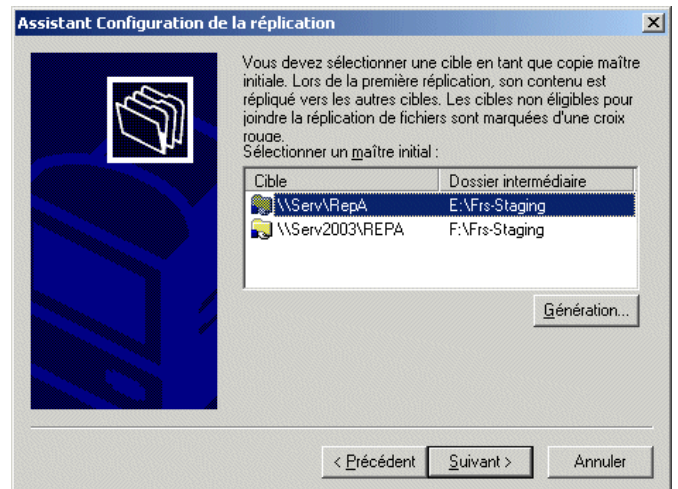 Assistant Configuration de la réplication
Vous devez sélectionner une cible en tant que copie maître
initiale. Lors de la première réplication, son contenu est
répliqué vers les autres cibles. Les cibles non éligibles pour
joindre la réplication de fichiers sont marquées d'une croix
rouge.
Sélectionner un maître initial :
Cible Dossier intermédiaire
\\Serv\RepA E:\Frs-Staging
\\Serv2003\REPA F:\Frs-Staging
Génération...
< Précédent Suivant > Annuler